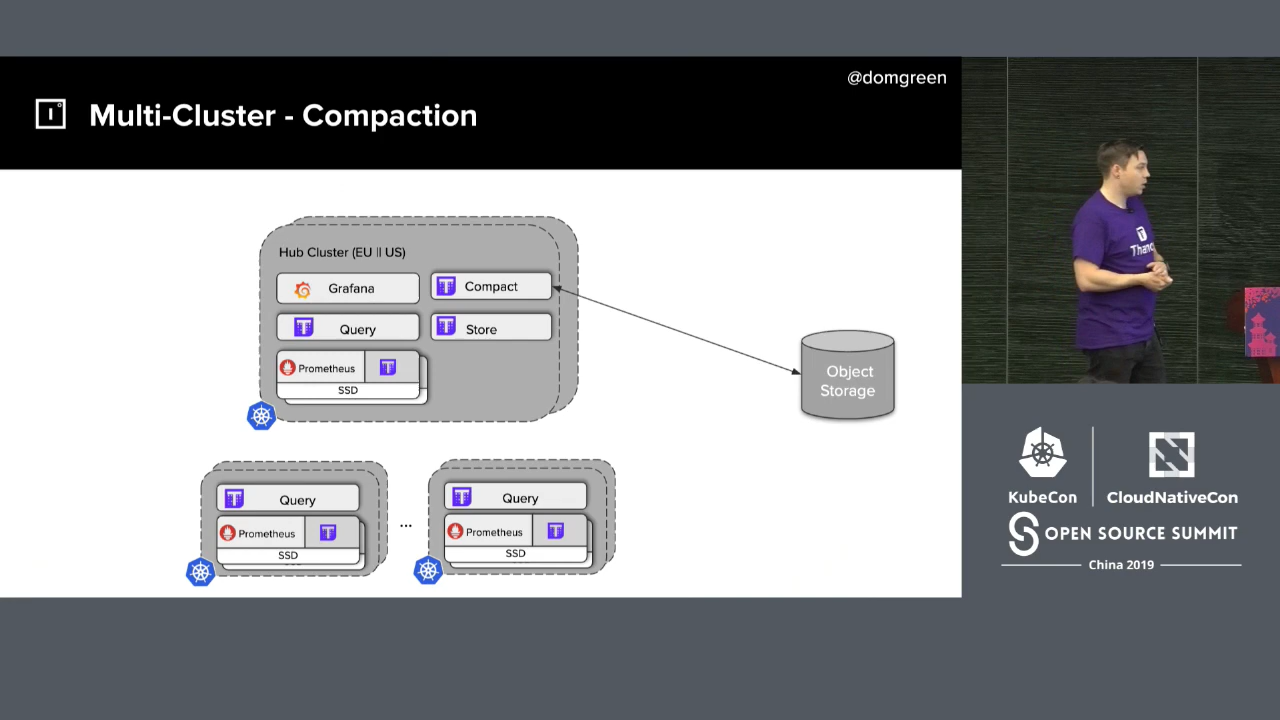 @domgreen
Multi-Cluster - Compaction
Hub Cluster (EU || US)
Grafana
Compact
Query
Store
Prometheus
SSD
Object
Storage
Query
Prometheus
SSD
...
Query
Prometheus
SSD
KubeCon
CloudNativeCon
OPEN SOURCE SUMMIT
China 2019